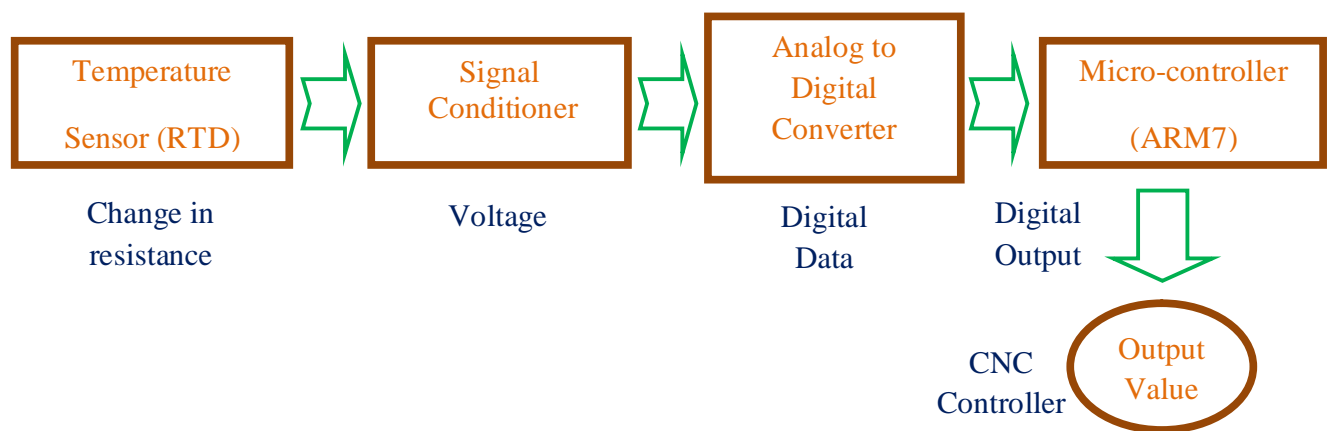 Temperature
Sensor (RTD)
Signal
Conditioner
Analog to
Digital
Converter
Micro-controller
(ARM7)
Change in
resistance
Voltage
Digital
Data
Digital
Output
CNC
Controller
Output
Value